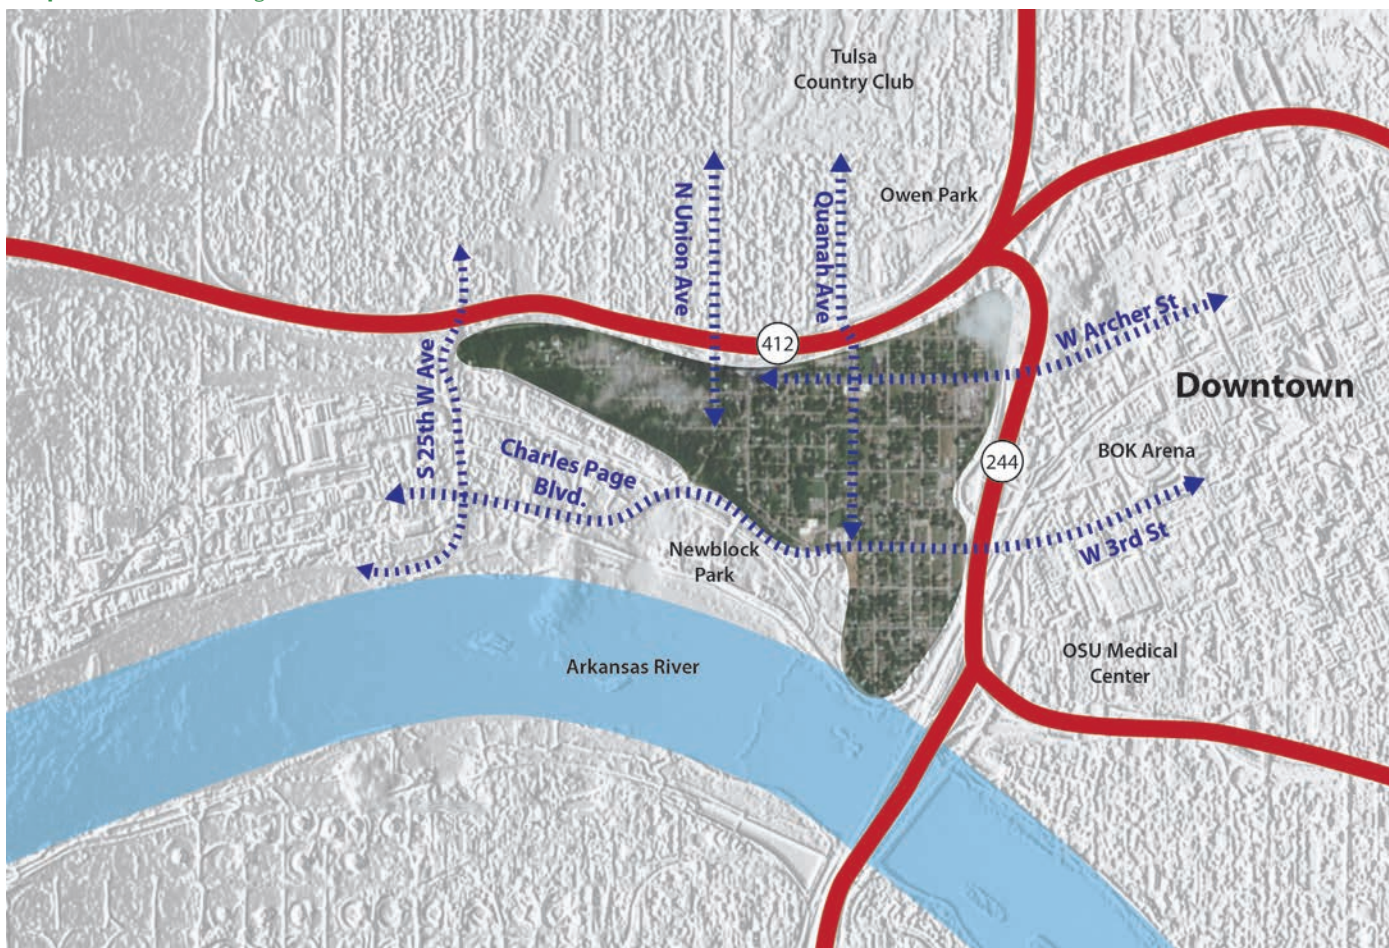 Tulsa
Country Club
Owen Park
N Union Ave
Quanah Ave
412
S 25th W Ave
W Archer St
Downtown
BOK Arena
244
Charles Page
Blvd.
Newblock
Park
W 3rd St
OSU Medical
Center
Arkansas River